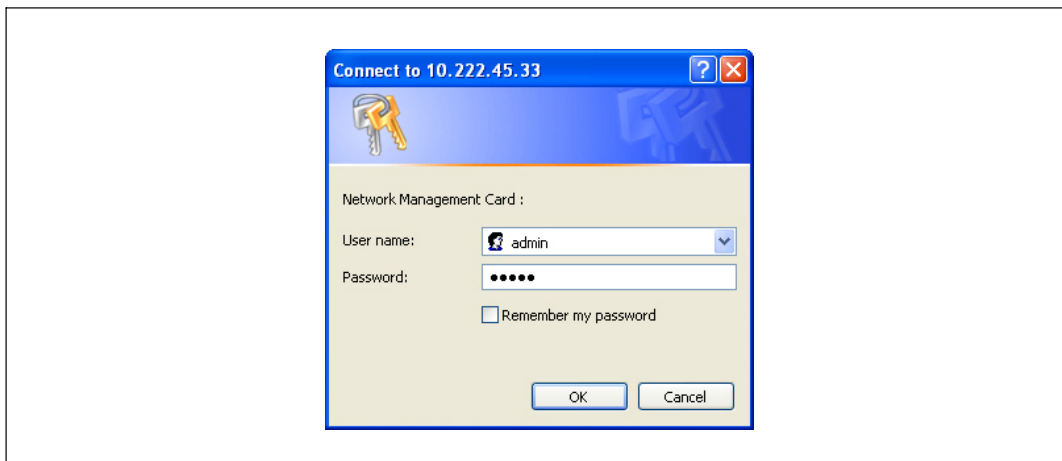 Connect to 10.222.45.33
Network Management Card :
User name: admin
Password: •••••
Remember my password
OK Cancel